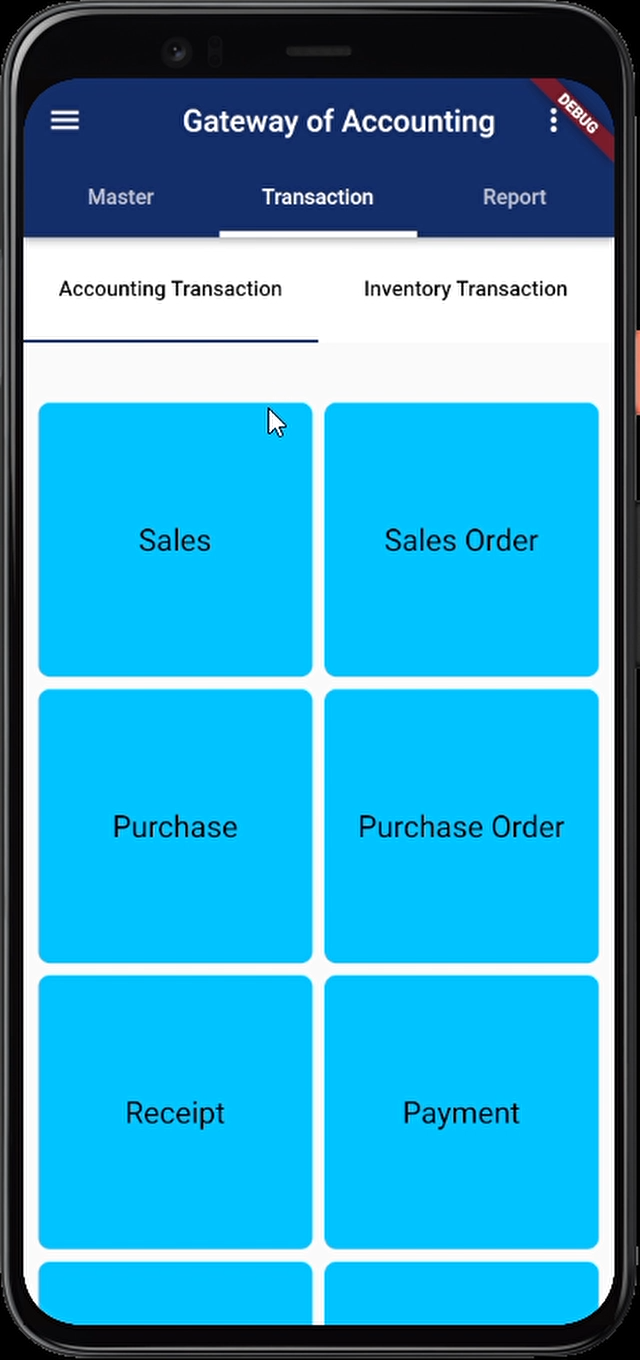 Gateway of Accounting
DEBUG
Master Transaction Report
Accounting Transaction Inventory Transaction
Sales Sales Order
Purchase Purchase Order
Receipt Payment